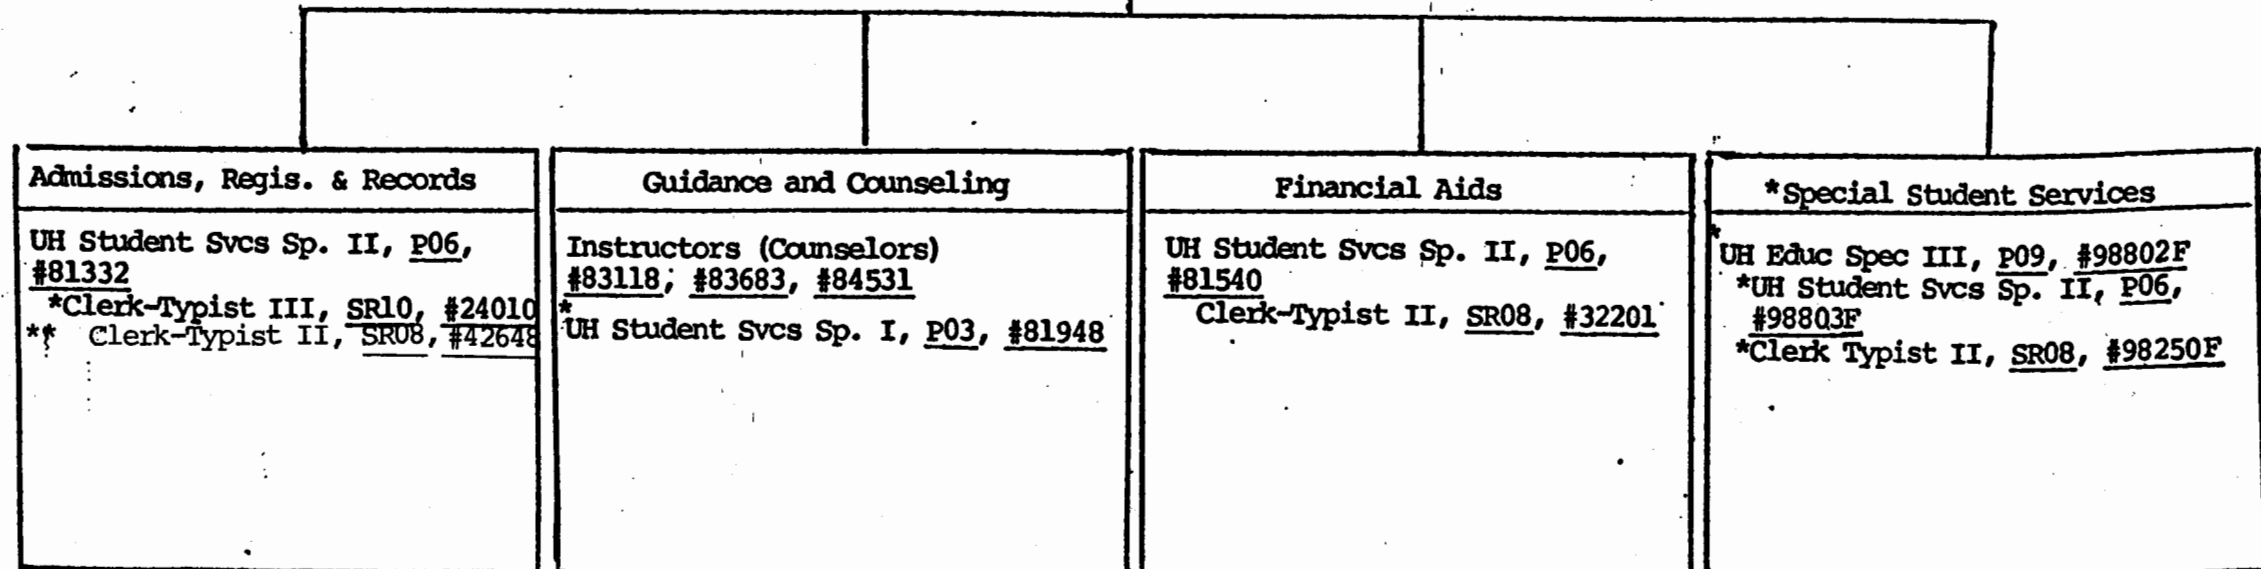 Admissions, Regis. & Records
UH Student Svcs Sp. II, P06,
#81332
*Clerk-Typist III, SR10, #24010
** Clerk-Typist II, SR08, #42648
Guidance and Counseling
Instructors (Counselors)
#83118; #83683, #84531
*
UH Student Svcs Sp. I, P03, #81948
Financial Aids
UH Student Svcs Sp. II, P06,
#81540
Clerk-Typist II, SR08, #32201
*Special Student Services
*
UH Educ Spec III, P09, #98802F
*UH Student Svcs Sp. II, P06,
#98803F
*Clerk Typist II, SR08, #98250F